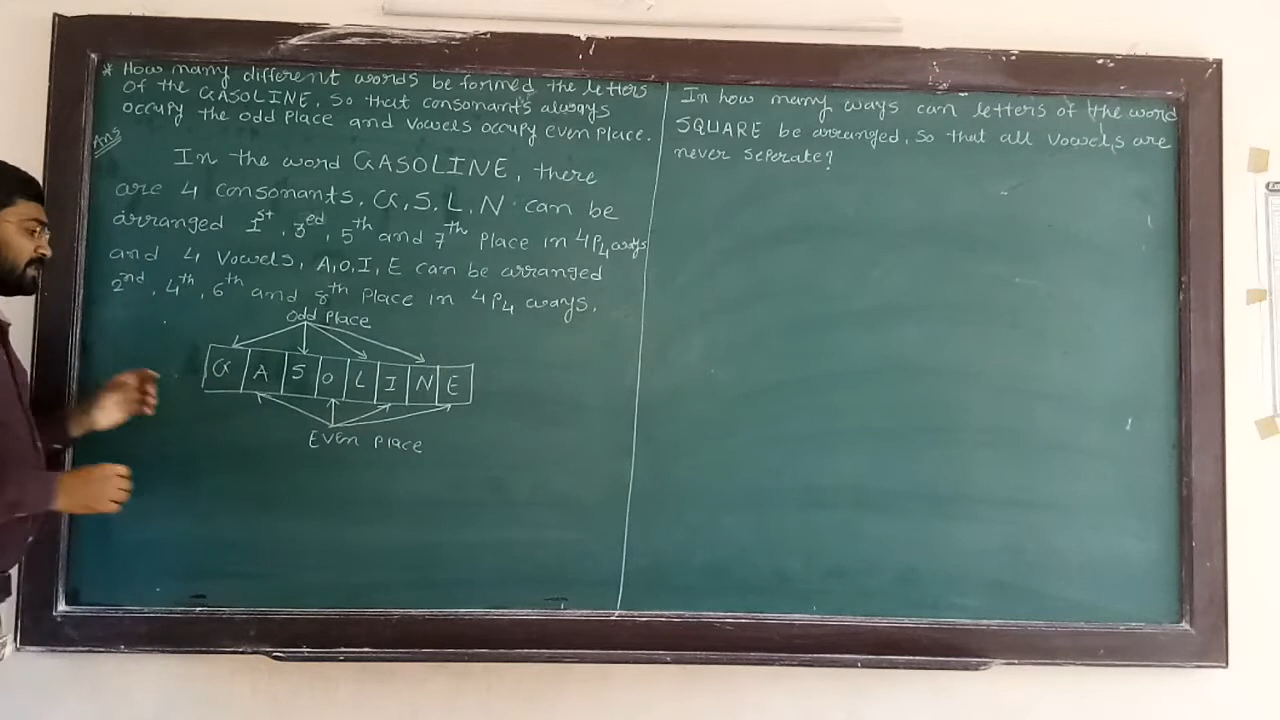 * How many different words be formed the letters
of the GASOLINE, so that consonant's always
occupy the odd place and vowels occupy even place.
Ans
In the word GASOLINE, there
are 4 consonants, G, S, L, N can be
arranged 1st, 3ed, 5th and 7th place in 4P4 ways
and 4 vowels, A, O, I, E can be arranged
2nd, 4th, 6th and 8th place in 4P4 ways.
Odd place
G A S O L I N E
Even place
In how many ways can letters of the word
SQUARE be arranged, so that all vowels are
never seperate?